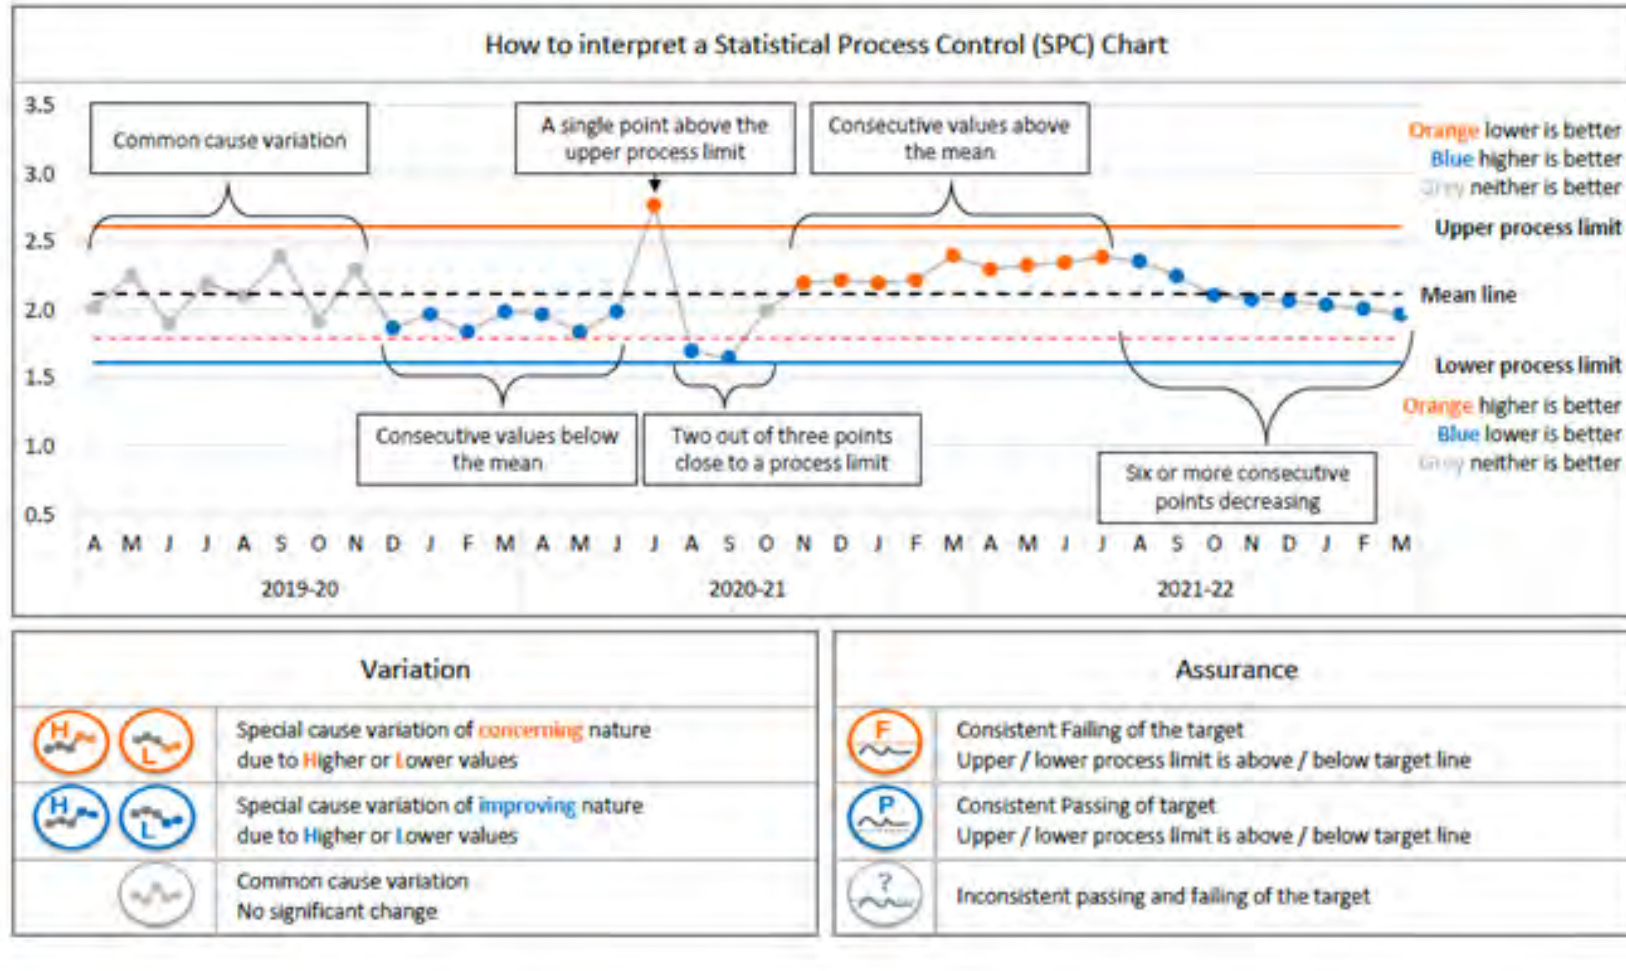 How to interpret a Statistical Process Control (SPC) Chart
3.5
3.0
2.5
2.0
1.5
1.0
0.5
Common cause variation
A single point above the
upper process limit
Consecutive values above
the mean
Orange lower is better
Blue higher is better
Grey neither is better
Upper process limit
Mean line
Lower process limit
Orange higher is better
Blue lower is better
Grey neither is better
Consecutive values below
the mean
Two out of three points
close to a process limit
Six or more consecutive
points decreasing
A M J J A S O N D J F M A M J J A S O N D J F M A M J J A S O N D J F M
2019-20 2020-21 2021-22
Variation
H L
Special cause variation of concerning nature
due to Higher or Lower values
H L
Special cause variation of improving nature
due to Higher or Lower values
Common cause variation
No significant change
Assurance
F
Consistent Failing of the target
Upper / lower process limit is above / below target line
P
Consistent Passing of target
Upper / lower process limit is above / below target line
?
Inconsistent passing and failing of the target